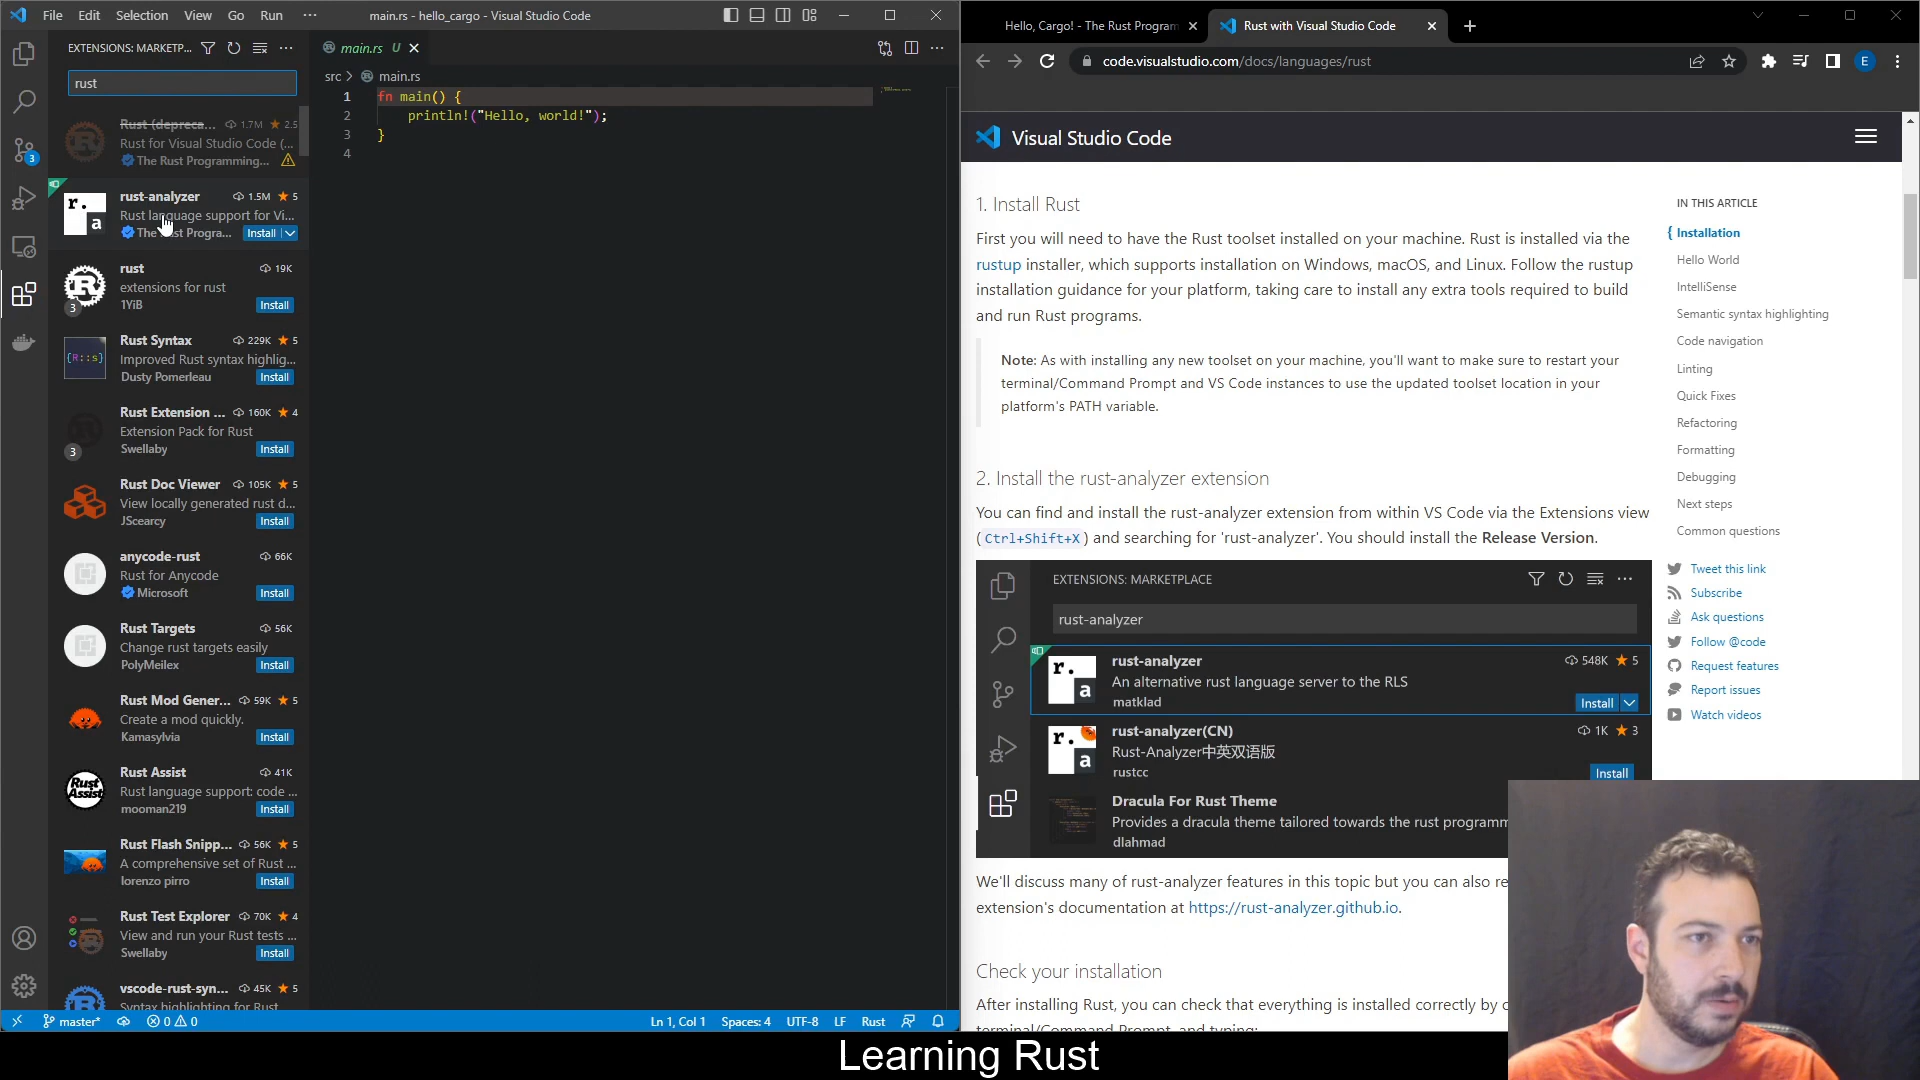 File Edit Selection View Go Run ··· main.rs - hello_cargo - Visual Studio Code
EXTENSIONS: MARKETP...
rust
Rust (depreca... 1.7M 2.5
Rust for Visual Studio Code (...
The Rust Programming...
rust-analyzer 1.5M 5
Rust language support for Vi...
The Rust Progra... Install
rust 19K
extensions for rust
1YiB Install
3
Rust Syntax 229K 5
Improved Rust syntax highlig...
Dusty Pomerleau Install
{R::s}
Rust Extension ... 160K 4
Extension Pack for Rust
Swellaby Install
3
Rust Doc Viewer 105K 5
View locally generated rust d...
JScearcy Install
anycode-rust 66K
Rust for Anycode
Microsoft Install
Rust Targets 56K
Change rust targets easily
PolyMeilex Install
Rust Mod Gener... 59K 5
Create a mod quickly.
Kamasylvia Install
Rust Assist 41K
Rust language support: code ...
mooman219 Install
Rust Assist
Rust Flash Snipp... 56K 5
A comprehensive set of Rust ...
lorenzo pirro Install
Rust Test Explorer 70K 4
View and run your Rust tests ...
Swellaby Install
vscode-rust-syn... 45K 5
Syntax highlighting for Rust
3
main.rs U
src > main.rs
1 fn main() {
2 println!("Hello, world!");
3 }
4
master* 0 0 Ln 1, Col 1 Spaces: 4 UTF-8 LF Rust
Hello, Cargo! - The Rust Program
Rust with Visual Studio Code
code.visualstudio.com/docs/languages/rust
E
Visual Studio Code
1. Install Rust
First you will need to have the Rust toolset installed on your machine. Rust is installed via the
rustup installer, which supports installation on Windows, macOS, and Linux. Follow the rustup
installation guidance for your platform, taking care to install any extra tools required to build
and run Rust programs.
Note: As with installing any new toolset on your machine, you'll want to make sure to restart your
terminal/Command Prompt and VS Code instances to use the updated toolset location in your
platform's PATH variable.
2. Install the rust-analyzer extension
You can find and install the rust-analyzer extension from within VS Code via the Extensions view
(Ctrl+Shift+X) and searching for 'rust-analyzer'. You should install the Release Version.
EXTENSIONS: MARKETPLACE
rust-analyzer
rust-analyzer 548K 5
An alternative rust language server to the RLS
matklad Install
rust-analyzer(CN) 1K 3
Rust-Analyzer中英双语版
rustcc Install
Dracula For Rust Theme
Provides a dracula theme tailored towards the rust programm
dlahmad
We'll discuss many of rust-analyzer features in this topic but you can also re
extension's documentation at https://rust-analyzer.github.io.
Check your installation
After installing Rust, you can check that everything is installed correctly by
terminal/Command Prompt, and typing:
IN THIS ARTICLE
Installation
Hello World
IntelliSense
Semantic syntax highlighting
Code navigation
Linting
Quick Fixes
Refactoring
Formatting
Debugging
Next steps
Common questions
Tweet this link
Subscribe
Ask questions
Follow @code
Request features
Report issues
Watch videos
Learning Rust